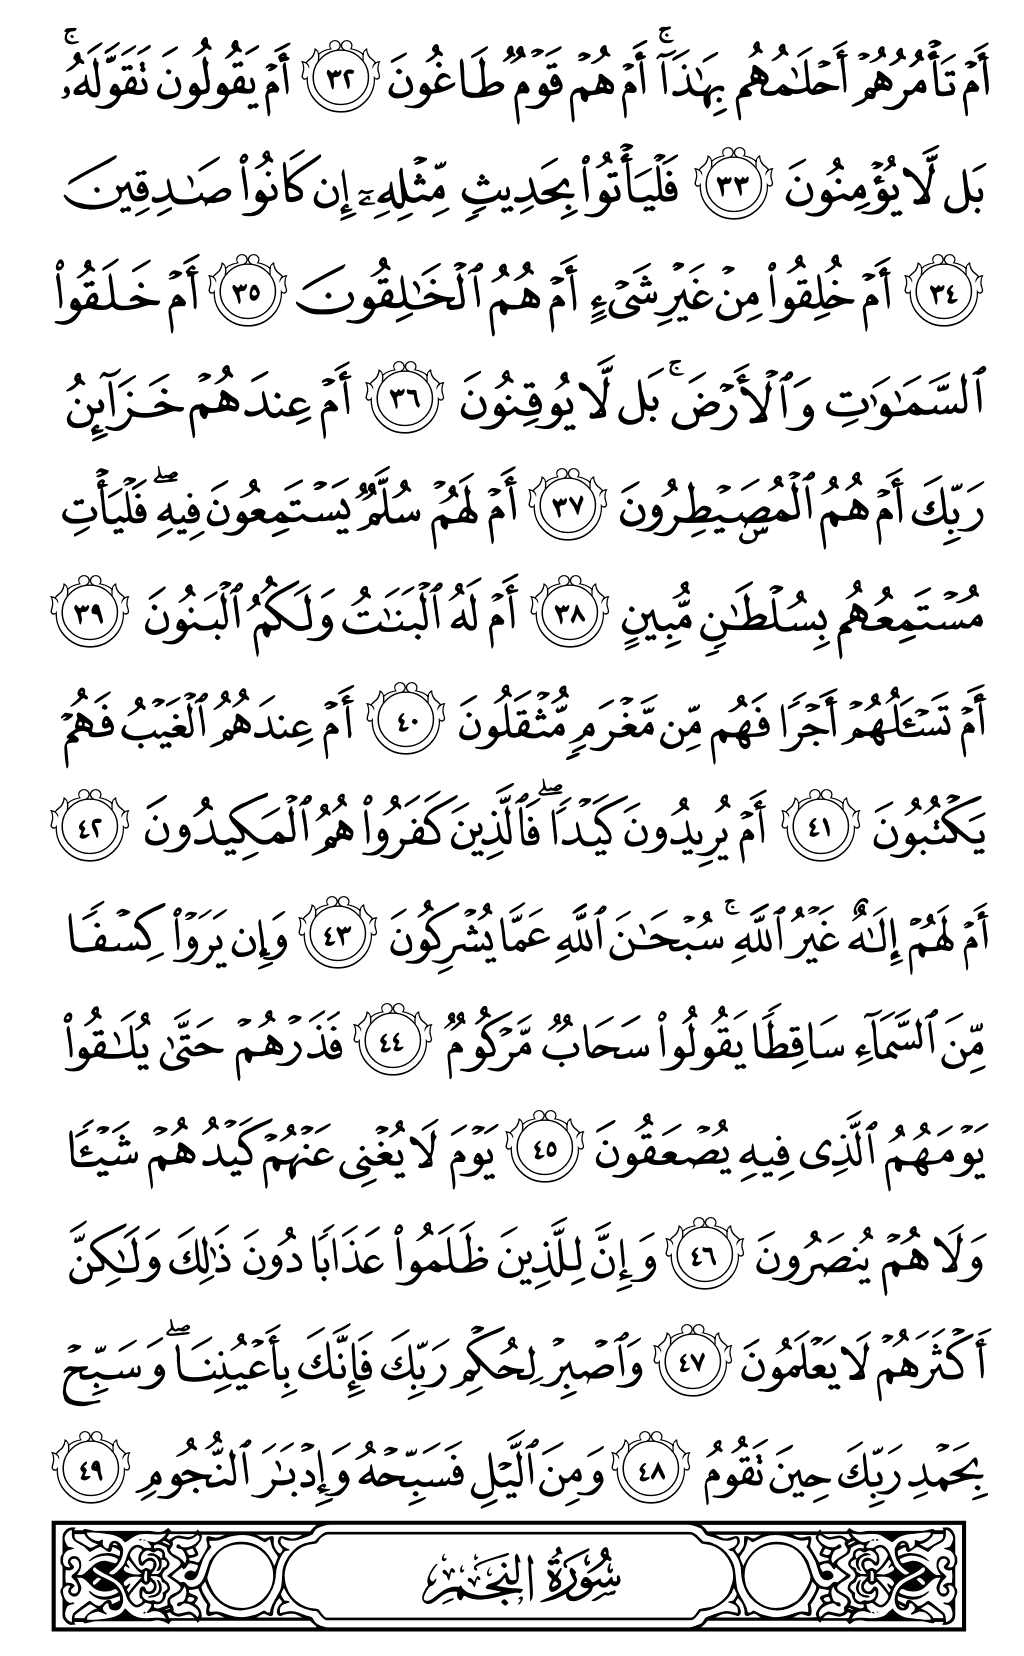 أَمْ تَأْمُرُهُمْ أَحْلَٰمُهُم بِهَٰذَآ ۚ أَمْ هُمْ قَوْمٌ طَاغُونَ ٣٢ أَمْ يَقُولُونَ تَقَوَّلَهُۥ ۚ
بَل لَّا يُؤْمِنُونَ ٣٣ فَلْيَأْتُوا۟ بِحَدِيثٍ مِّثْلِهِۦٓ إِن كَانُوا۟ صَٰدِقِينَ
٣٤ أَمْ خُلِقُوا۟ مِنْ غَيْرِ شَىْءٍ أَمْ هُمُ ٱلْخَٰلِقُونَ ٣٥ أَمْ خَلَقُوا۟
ٱلسَّمَٰوَٰتِ وَٱلْأَرْضَ ۚ بَل لَّا يُوقِنُونَ ٣٦ أَمْ عِندَهُمْ خَزَآئِنُ
رَبِّكَ أَمْ هُمُ ٱلْمُصَۣيْطِرُونَ ٣٧ أَمْ لَهُمْ سُلَّمٌ يَسْتَمِعُونَ فِيهِ ۖ فَلْيَأْتِ
مُسْتَمِعُهُم بِسُلْطَٰنٍ مُّبِينٍ ٣٨ أَمْ لَهُ ٱلْبَنَٰتُ وَلَكُمُ ٱلْبَنُونَ ٣٩
أَمْ تَسْـَٔلُهُمْ أَجْرًا فَهُم مِّن مَّغْرَمٍ مُّثْقَلُونَ ٤٠ أَمْ عِندَهُمُ ٱلْغَيْبُ فَهُمْ
يَكْتُبُونَ ٤١ أَمْ يُرِيدُونَ كَيْدًا ۖ فَٱلَّذِينَ كَفَرُوا۟ هُمُ ٱلْمَكِيدُونَ ٤٢
أَمْ لَهُمْ إِلَٰهٌ غَيْرُ ٱللَّهِ ۚ سُبْحَٰنَ ٱللَّهِ عَمَّا يُشْرِكُونَ ٤٣ وَإِن يَرَوْا۟ كِسْفًا
مِّنَ ٱلسَّمَآءِ سَاقِطًا يَقُولُوا۟ سَحَابٌ مَّرْكُومٌ ٤٤ فَذَرْهُمْ حَتَّىٰ يُلَٰقُوا۟
يَوْمَهُمُ ٱلَّذِى فِيهِ يُصْعَقُونَ ٤٥ يَوْمَ لَا يُغْنِى عَنْهُمْ كَيْدُهُمْ شَيْـًٔا
وَلَا هُمْ يُنصَرُونَ ٤٦ وَإِنَّ لِلَّذِينَ ظَلَمُوا۟ عَذَابًا دُونَ ذَٰلِكَ وَلَٰكِنَّ
أَكْثَرَهُمْ لَا يَعْلَمُونَ ٤٧ وَٱصْبِرْ لِحُكْمِ رَبِّكَ فَإِنَّكَ بِأَعْيُنِنَا ۖ وَسَبِّحْ
بِحَمْدِ رَبِّكَ حِينَ تَقُومُ ٤٨ وَمِنَ ٱلَّيْلِ فَسَبِّحْهُ وَإِدْبَٰرَ ٱلنُّجُومِ ٤٩
سُورَةُ النَّجْمِ